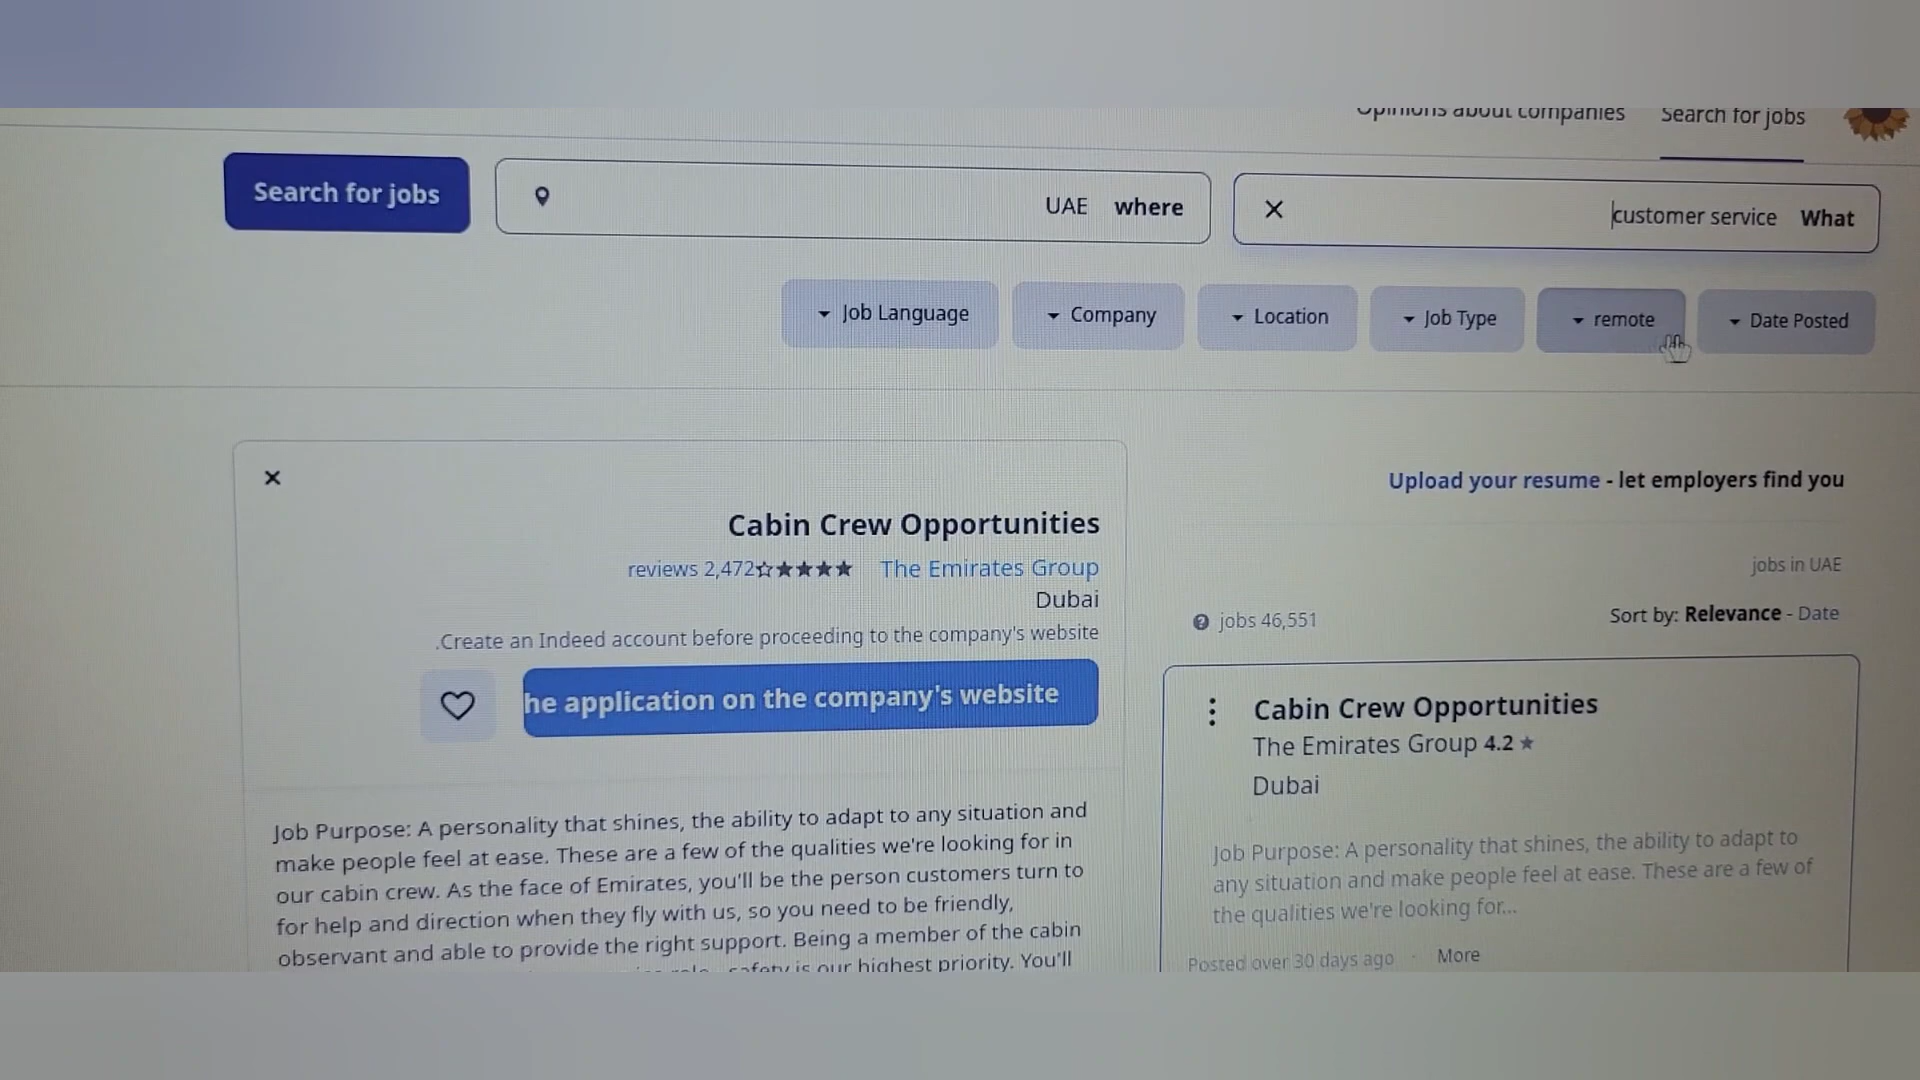 Opinions about companies
Search for jobs
Search for jobs
UAE where
customer service What
Job Language
Company
Location
Job Type
remote
Date Posted
Cabin Crew Opportunities
reviews 2,472☆★★★★ The Emirates Group
Dubai
.Create an Indeed account before proceeding to the company's website
he application on the company's website
Job Purpose: A personality that shines, the ability to adapt to any situation and
make people feel at ease. These are a few of the qualities we're looking for in
our cabin crew. As the face of Emirates, you'll be the person customers turn to
for help and direction when they fly with us, so you need to be friendly,
observant and able to provide the right support. Being a member of the cabin
safety is our highest priority. You'll
Upload your resume - let employers find you
jobs in UAE
jobs 46,551
Sort by: Relevance - Date
Cabin Crew Opportunities
The Emirates Group 4.2 ★
Dubai
Job Purpose: A personality that shines, the ability to adapt to
any situation and make people feel at ease. These are a few of
the qualities we're looking for...
Posted over 30 days ago · More